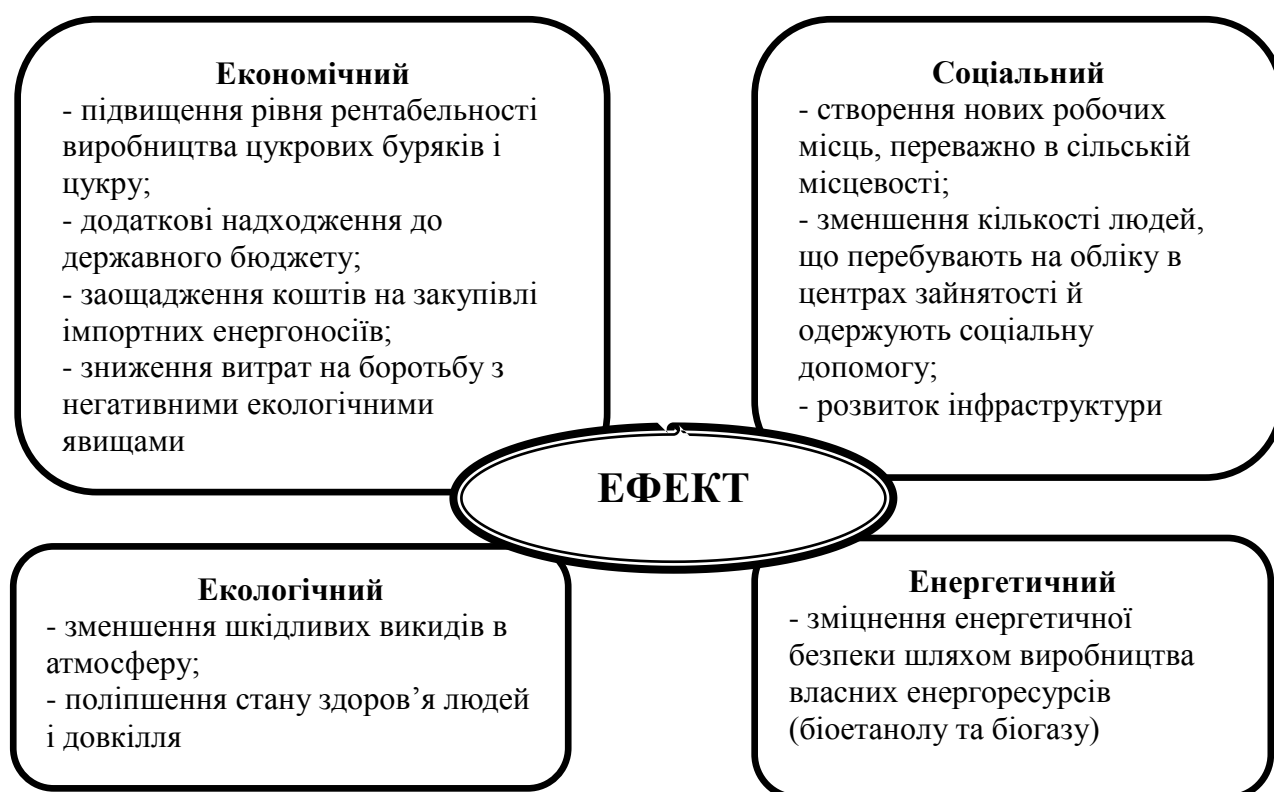 Економічний
- підвищення рівня рентабельності
виробництва цукрових буряків і
цукру;
- додаткові надходження до
державного бюджету;
- заощадження коштів на закупівлі
імпортних енергоносіїв;
- зниження витрат на боротьбу з
негативними екологічними
явищами
Соціальний
- створення нових робочих
місць, переважно в сільській
місцевості;
- зменшення кількості людей,
що перебувають на обліку в
центрах зайнятості й
одержують соціальну
допомогу;
- розвиток інфраструктури
ЕФЕКТ
Екологічний
- зменшення шкідливих викидів в
атмосферу;
- поліпшення стану здоров’я людей
і довкілля
Енергетичний
- зміцнення енергетичної
безпеки шляхом виробництва
власних енергоресурсів
(біоетанолу та біогазу)